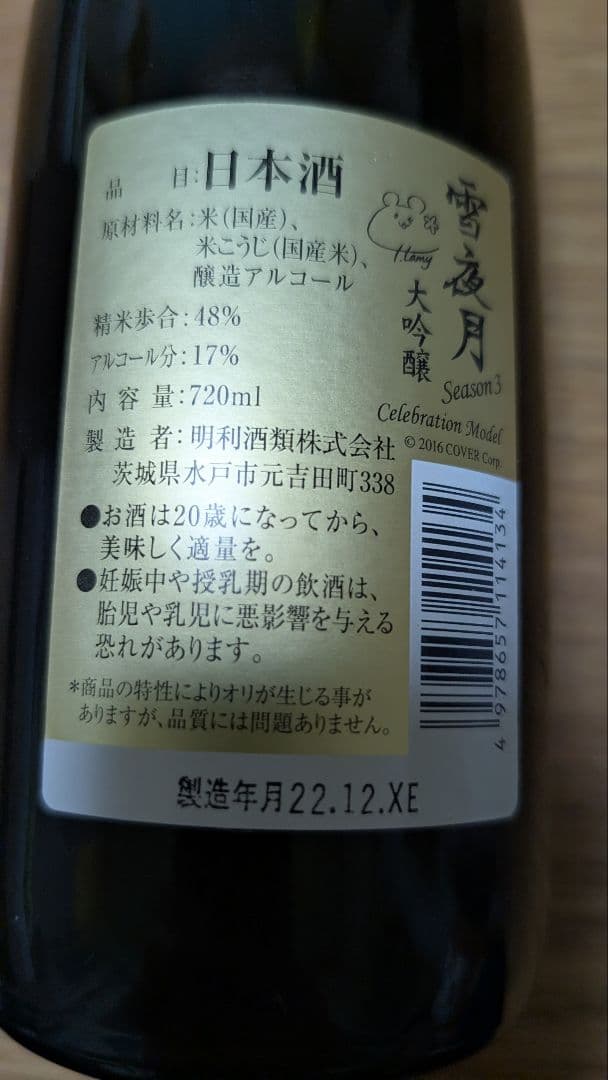 品 目:日本酒
原材料名:米(国産)、
米こうじ(国産米)、
醸造アルコール
精米歩合:48%
アルコール分:17%
内容量:720ml
製造者:明利酒類株式会社
茨城県水戸市元吉田町338
●お酒は20歳になってから、
美味しく適量を。
●妊娠中や授乳期の飲酒は、
胎児や乳児に悪影響を与える
恐れがあります。
*商品の特性によりオリが生じる事が
ありますが、品質には問題ありません。
雪夜月
Hamy
大吟醸
Season 3
Celebration Model
© 2016 COVER Corp.
4 978657 114134
製造年月22.12.XE